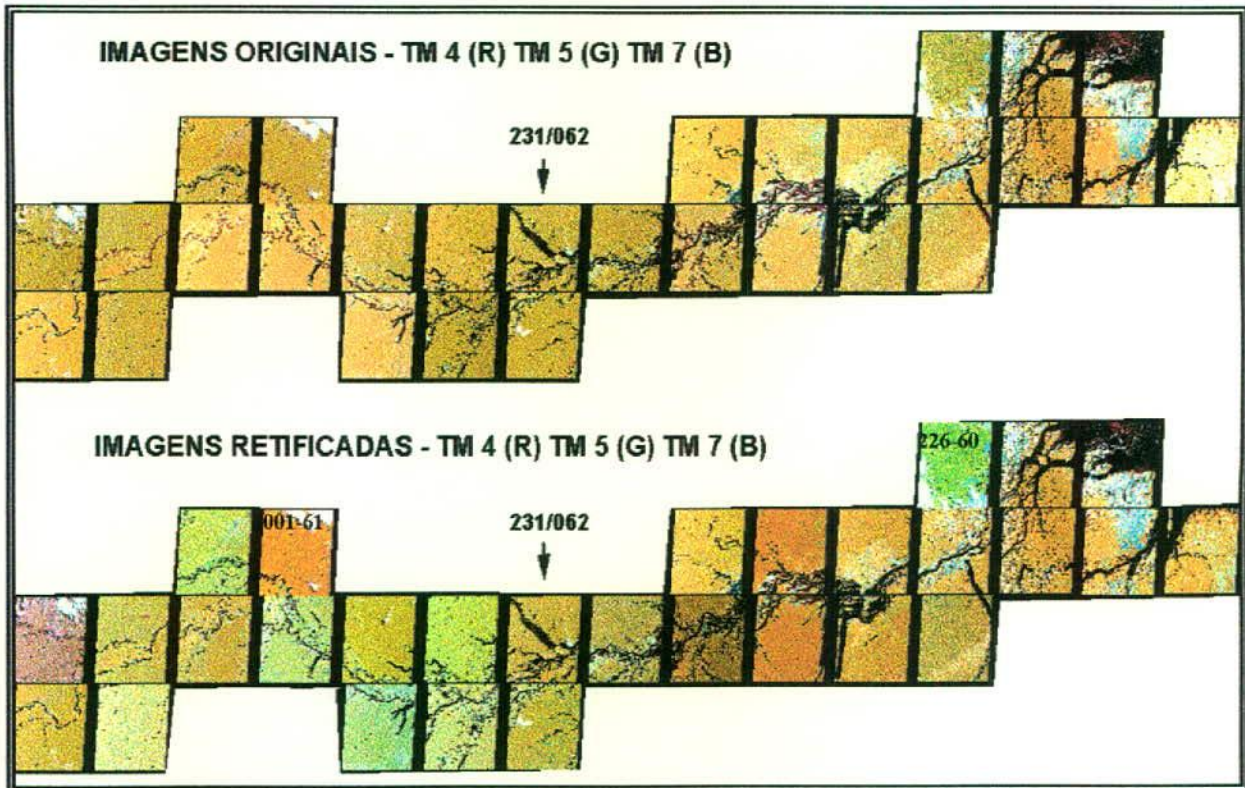 IMAGENS ORIGINAIS - TM 4 (R) TM 5 (G) TM 7 (B)
231/062
IMAGENS RETIFICADAS - TM 4 (R) TM 5 (G) TM 7 (B)
226-60
001-61
231/062